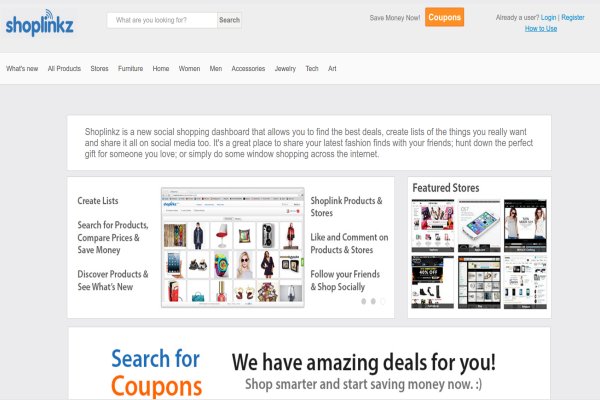 shoplinkz
What are you looking for?
Search
Save Money Now!
Coupons
Already a user? Login | Register
How to Use
What's new All Products Stores Furniture Home Women Men Accessories Jewelry Tech Art
Shoplinkz is a new social shopping dashboard that allows you to find the best deals, create lists of the things you really want
and share it all on social media too. It's a great place to share your latest fashion finds with your friends; hunt down the perfect
gift for someone you love; or simply do some window shopping across the internet.
Create Lists
Search for Products,
Compare Prices &
Save Money
Discover Products &
See What's New
Shoplink Products &
Stores
Like and Comment on
Products & Stores
Follow your Friends
& Shop Socially
Featured Stores
Search for
Coupons
We have amazing deals for you!
Shop smarter and start saving money now. :)